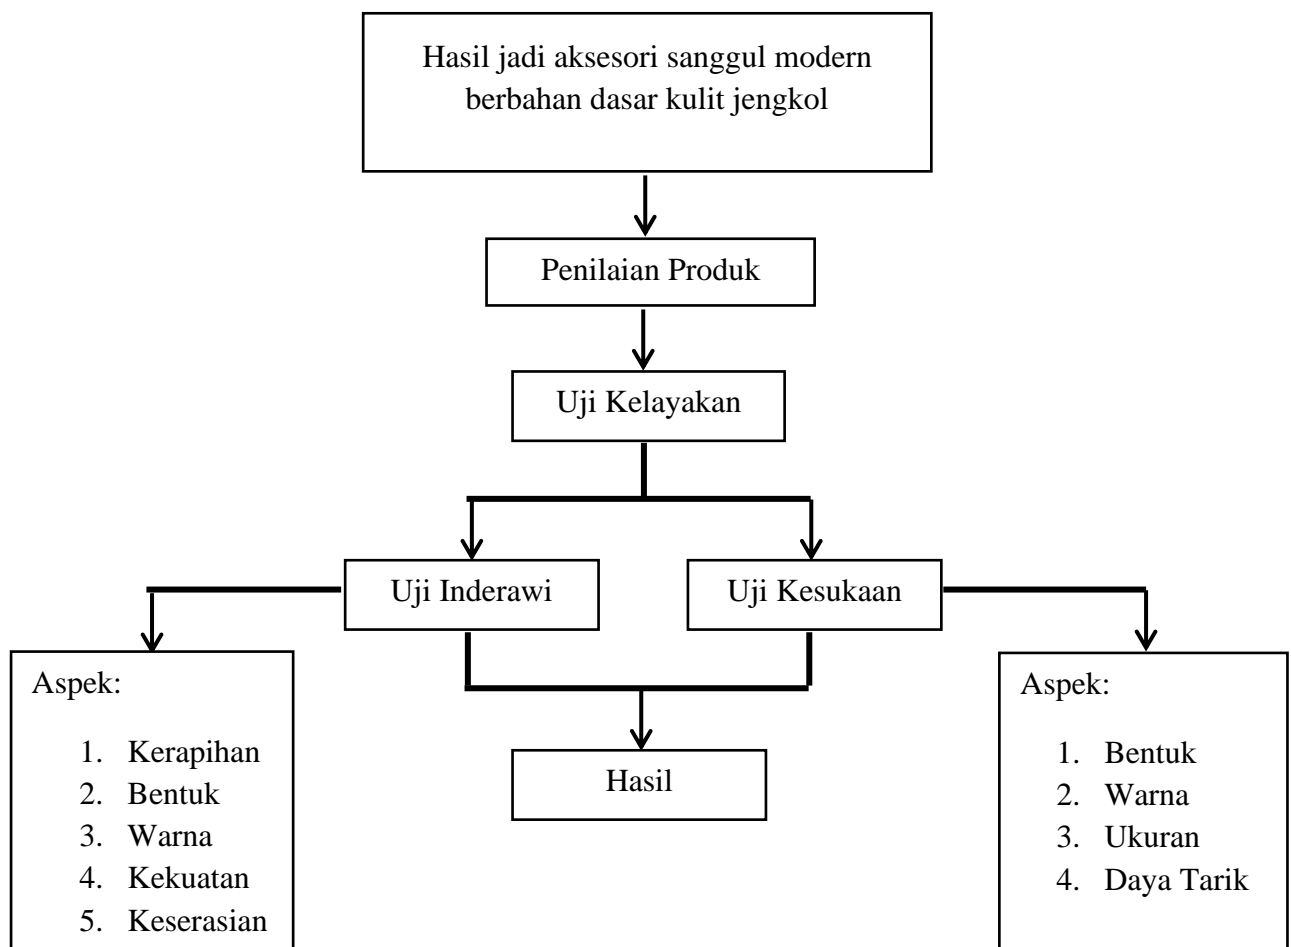 Hasil jadi aksesori sanggul modern
berbahan dasar kulit jengkol
Penilaian Produk
Uji Kelayakan
Uji Inderawi
Uji Kesukaan
Aspek:
1. Kerapihan
2. Bentuk
3. Warna
4. Kekuatan
5. Keserasian
Aspek:
1. Bentuk
2. Warna
3. Ukuran
4. Daya Tarik
Hasil